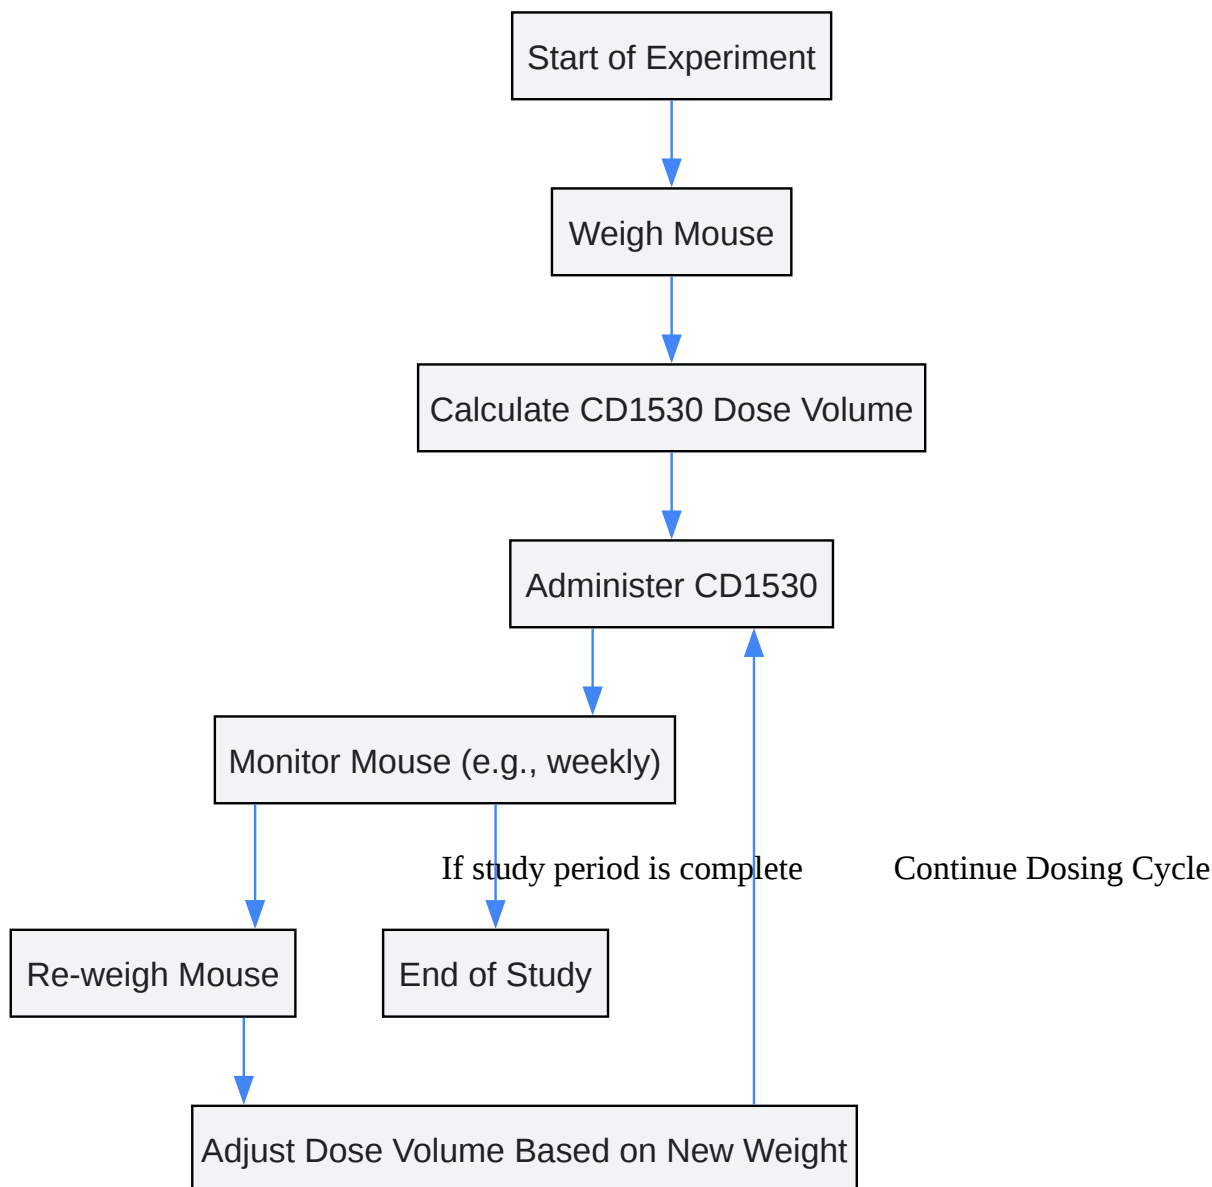 Start of Experiment
Weigh Mouse
Calculate CD1530 Dose Volume
Administer CD1530
Monitor Mouse (e.g., weekly)
If study period is complete
Continue Dosing Cycle
Re-weigh Mouse
End of Study
Adjust Dose Volume Based on New Weight